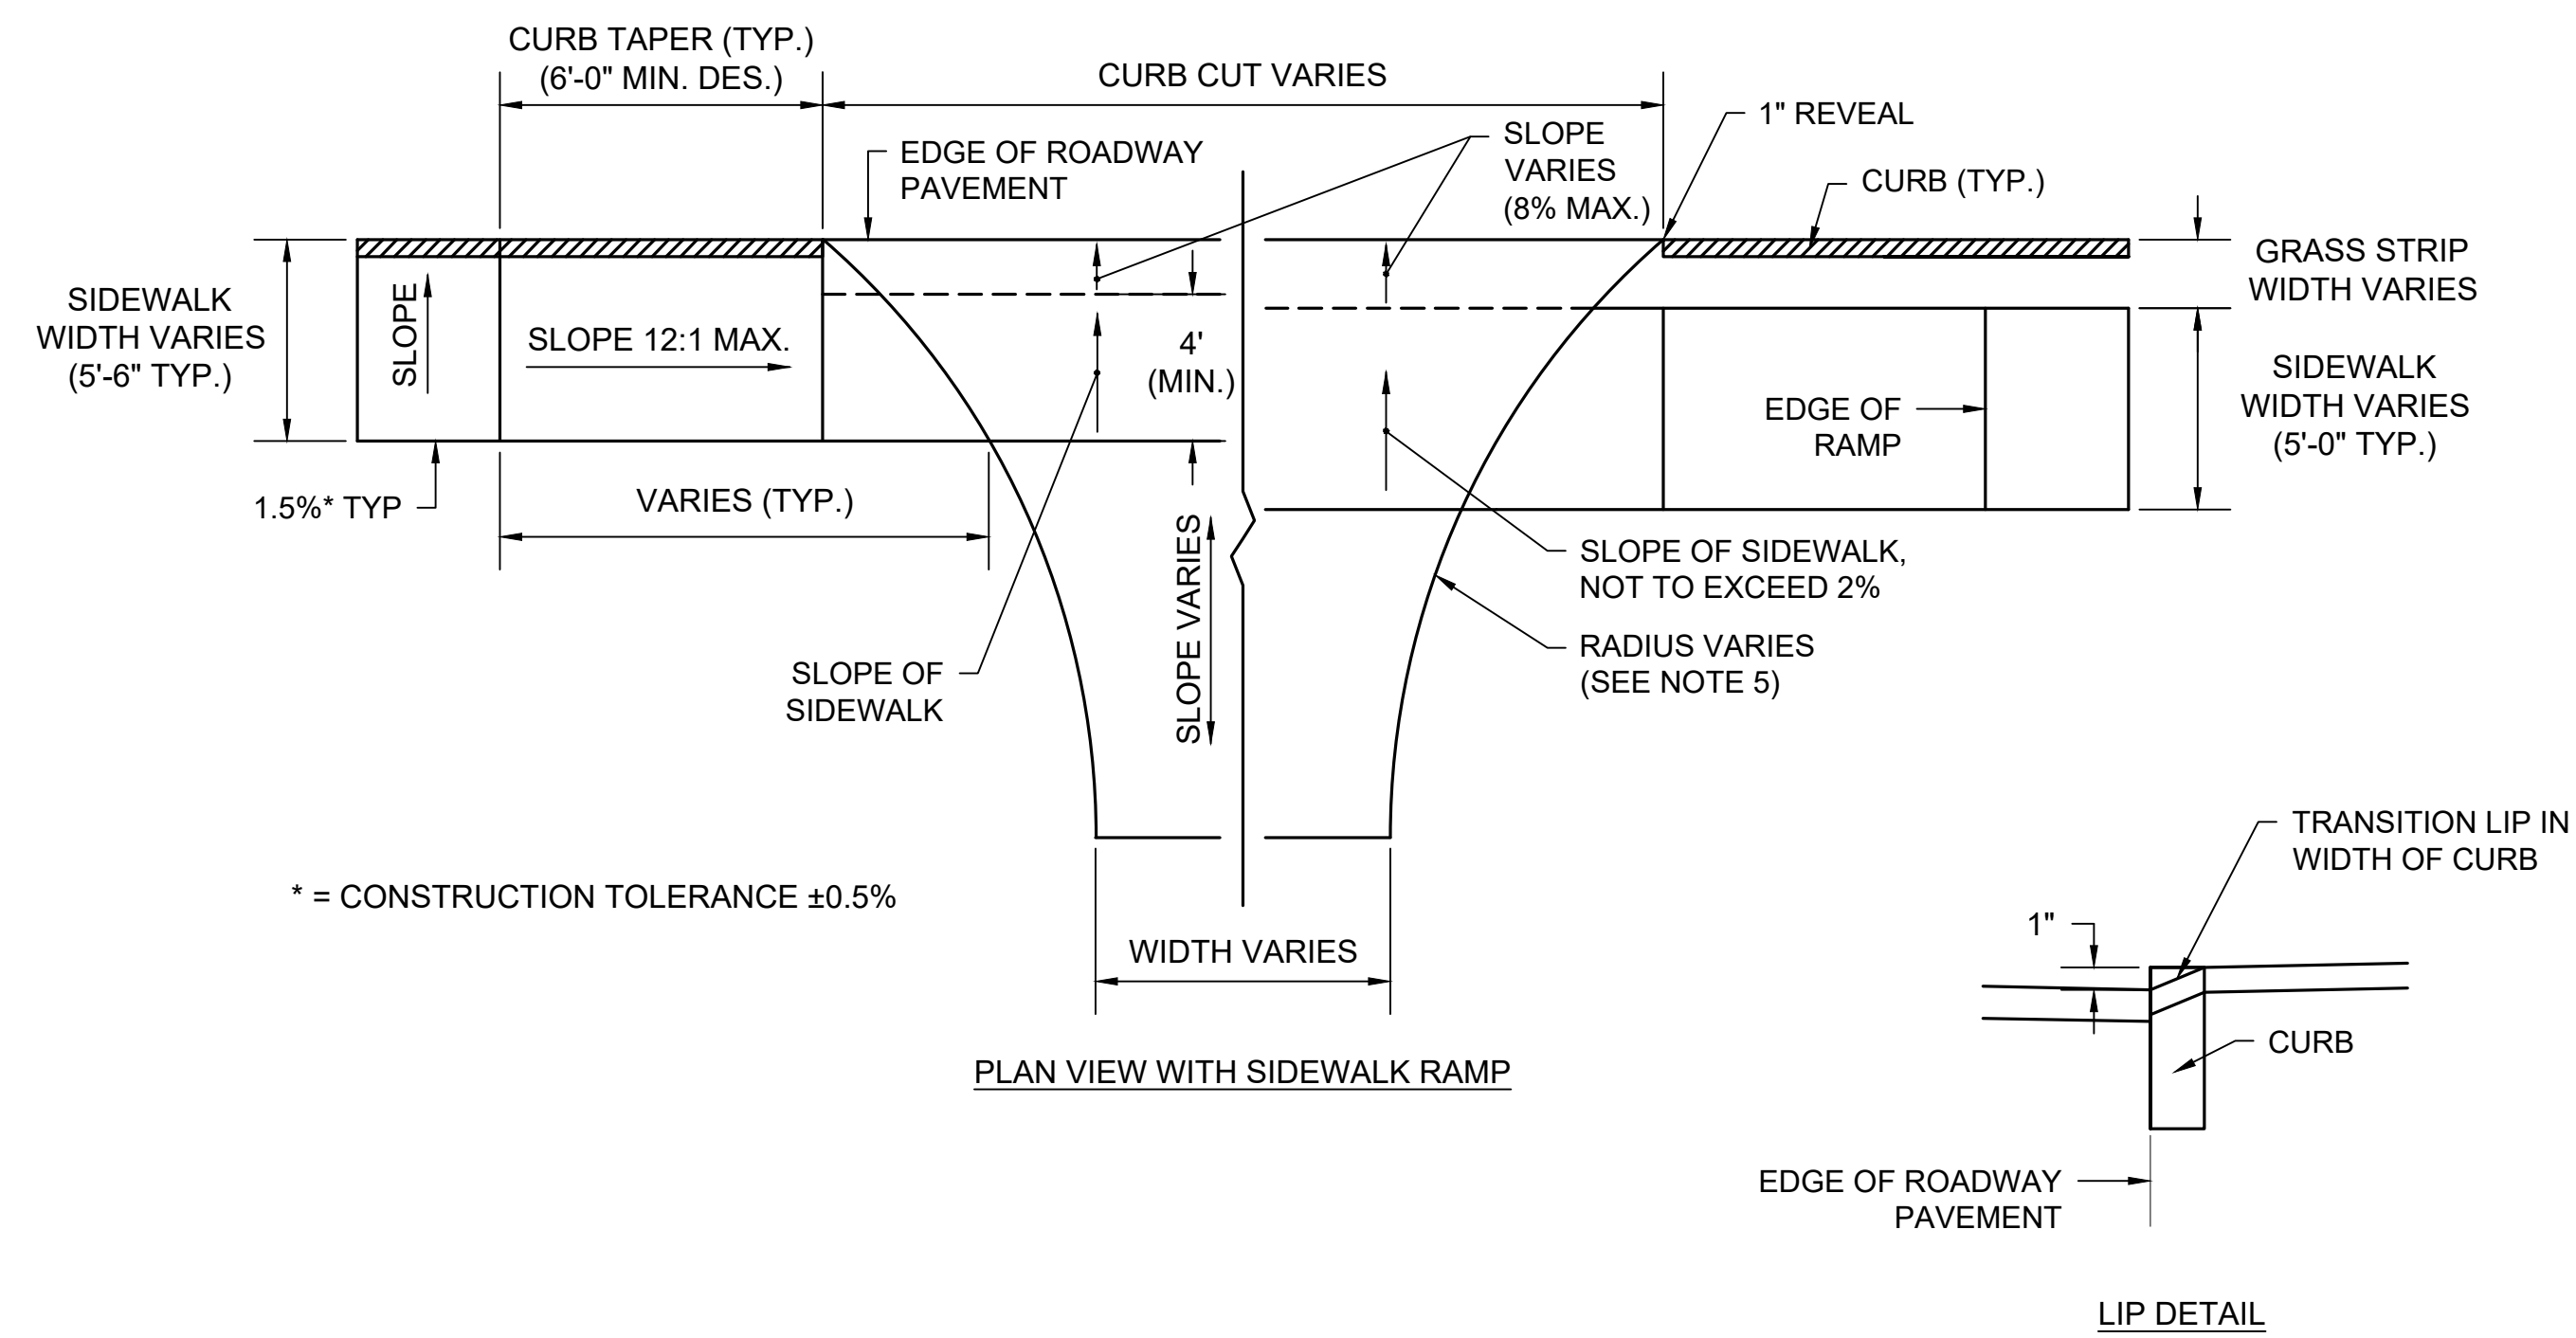 CURB TAPER (TYP.)
(6'-0" MIN. DES.)
CURB CUT VARIES
1" REVEAL
EDGE OF ROADWAY
PAVEMENT
SLOPE
VARIES
(8% MAX.)
CURB (TYP.)
SIDEWALK
WIDTH VARIES
(5'-6" TYP.)
SLOPE
SLOPE 12:1 MAX.
4'
(MIN.)
GRASS STRIP
WIDTH VARIES
EDGE OF
RAMP
SIDEWALK
WIDTH VARIES
(5'-0" TYP.)
1.5%* TYP
VARIES (TYP.)
SLOPE VARIES
SLOPE OF SIDEWALK,
NOT TO EXCEED 2%
SLOPE OF
SIDEWALK
RADIUS VARIES
(SEE NOTE 5)
* = CONSTRUCTION TOLERANCE ±0.5%
WIDTH VARIES
PLAN VIEW WITH SIDEWALK RAMP
TRANSITION LIP IN
WIDTH OF CURB
1"
CURB
EDGE OF ROADWAY
PAVEMENT
LIP DETAIL